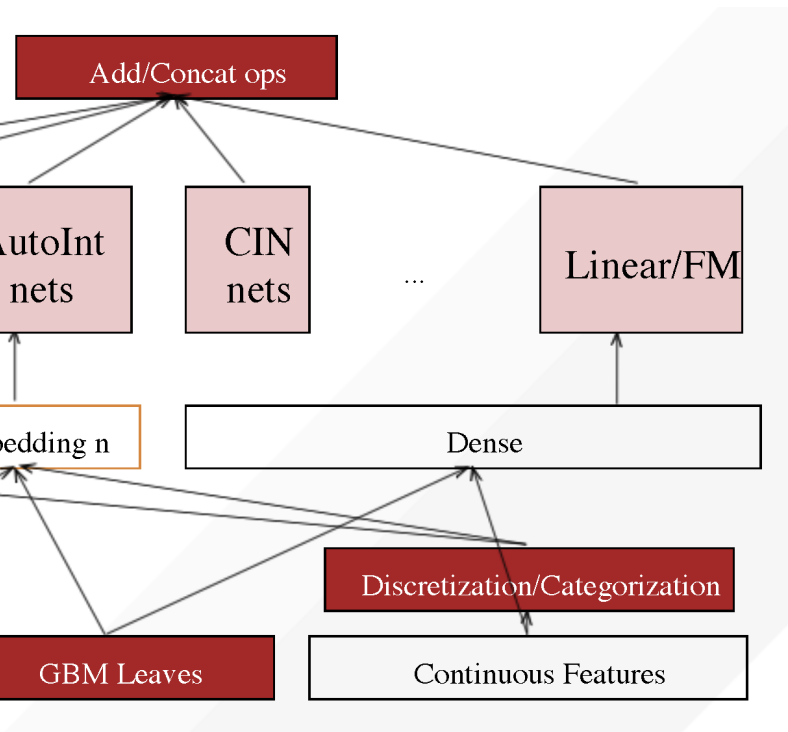 Add/Concat ops
AutoInt
nets
CIN
nets
...
Linear/FM
bedding n
Dense
Discretization/Categorization
GBM Leaves
Continuous Features